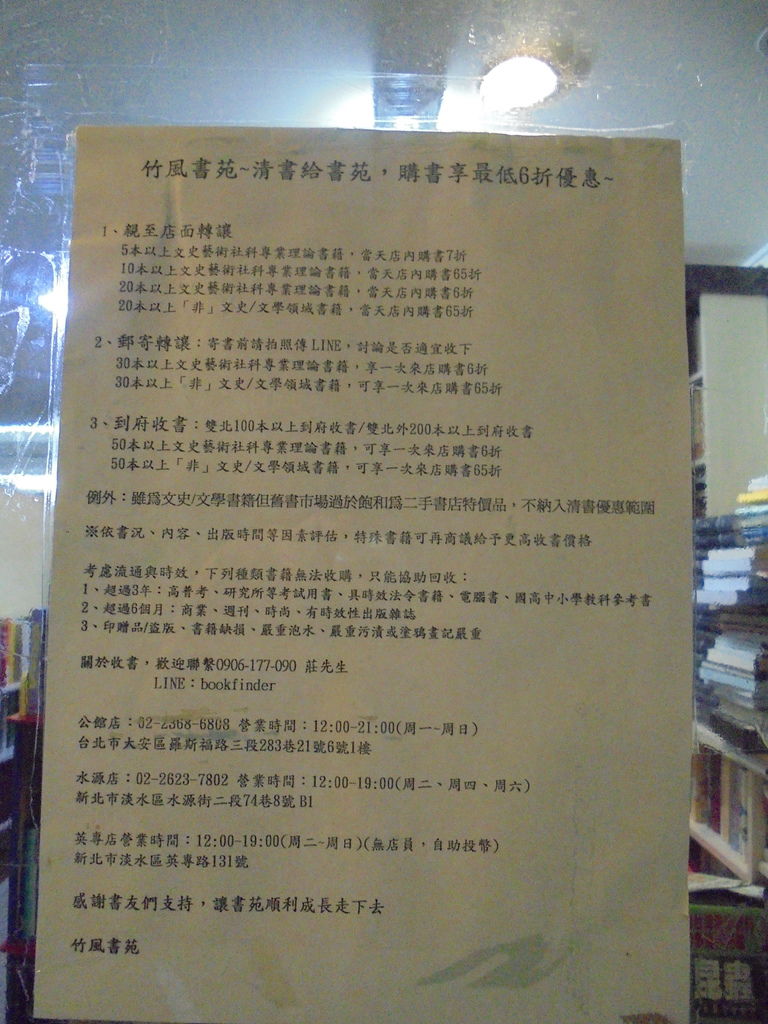 竹風書苑~清書給書苑，購書享最低6折優惠~
1、親至店面轉讓
5本以上文史藝術社科專業理論書籍，當天店內購書7折
10本以上文史藝術社科專業理論書籍，當天店內購書65折
20本以上文史藝術社科專業理論書籍，當天店內購書6折
20本以上「非」文史/文學領域書籍，當天店內購書65折
2、郵寄轉讓：寄書前請拍照傳LINE，討論是否適宜收下
30本以上文史藝術社科專業理論書籍，享一次來店購書6折
30本以上「非」文史/文學領域書籍，可享一次來店購書65折
3、到府收書：雙北100本以上到府收書/雙北外200本以上到府收書
50本以上文史藝術社科專業理論書籍，可享一次來店購書6折
50本以上「非」文史/文學領域書籍，可享一次來店購書65折
例外：雖爲文史/文學書籍但舊書市場過於飽和爲二手書店特價品，不納入清書優惠範圍
※依書況、內容、出版時間等因素評估，特殊書籍可再商議給予更高收書價格
考慮流通與時效，下列種類書籍無法收購，只能協助回收：
1、超過3年：高普考、研究所等考試用書、具時效法令書籍、電腦書、國高中小學教科參考書
2、超過6個月：商業、週刊、時尚、有時效性出版雜誌
3、印贈品/盜版、書籍缺損、嚴重泡水、嚴重污漬或塗鴉畫記嚴重
關於收書，歡迎聯繫0906-177-090 莊先生
LINE：bookfinder
公館店：02-2368-6808 營業時間：12:00-21:00(周一~周日)
台北市大安區羅斯福路三段283巷21號6號1樓
水源店：02-2623-7802 營業時間：12:00-19:00(周二、周四、周六)
新北市淡水區水源街二段74巷8號B1
英專店營業時間：12:00-19:00(周二~周日)(無店員，自助投幣)
新北市淡水區英專路131號
感謝書友們支持，讓書苑順利成長走下去
竹風書苑
昆蟲